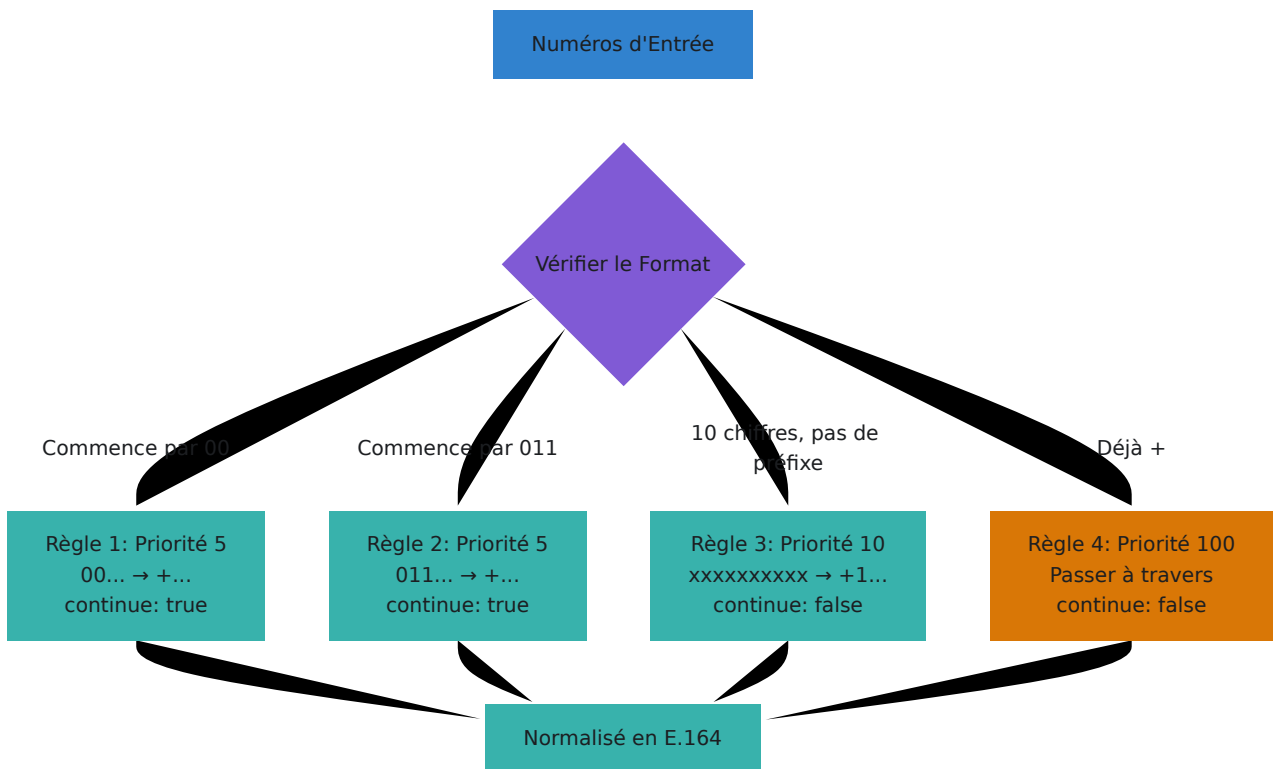 Numéros d'Entrée
Vérifier le Format
Commence par 00
Commence par 011
10 chiffres, pas de
préfixe
Déjà +
Règle 1: Priorité 5
00... → +...
continue: true
Règle 2: Priorité 5
011... → +...
continue: true
Règle 3: Priorité 10
xxxxxxxxxx → +1...
continue: false
Règle 4: Priorité 100
Passer à travers
continue: false
Normalisé en E.164